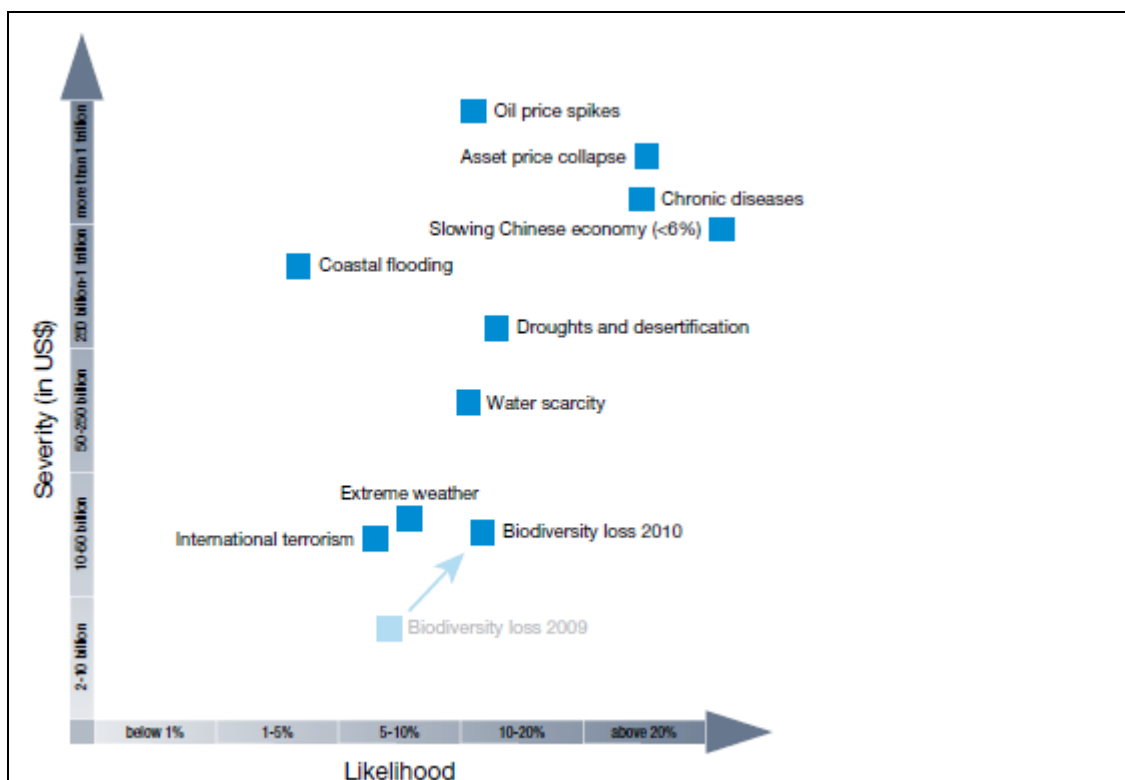 Oil price spikes
Asset price collapse
Chronic diseases
Slowing Chinese economy (<6%)
Coastal flooding
Droughts and desertification
Water scarcity
Extreme weather
International terrorism
Biodiversity loss 2010
Biodiversity loss 2009
Severity (in US$)
more than 1 trillion
250 billion-1 trillion
50-250 billion
10-50 billion
2-10 billion
below 1%
1-5%
5-10%
10-20%
above 20%
Likelihood